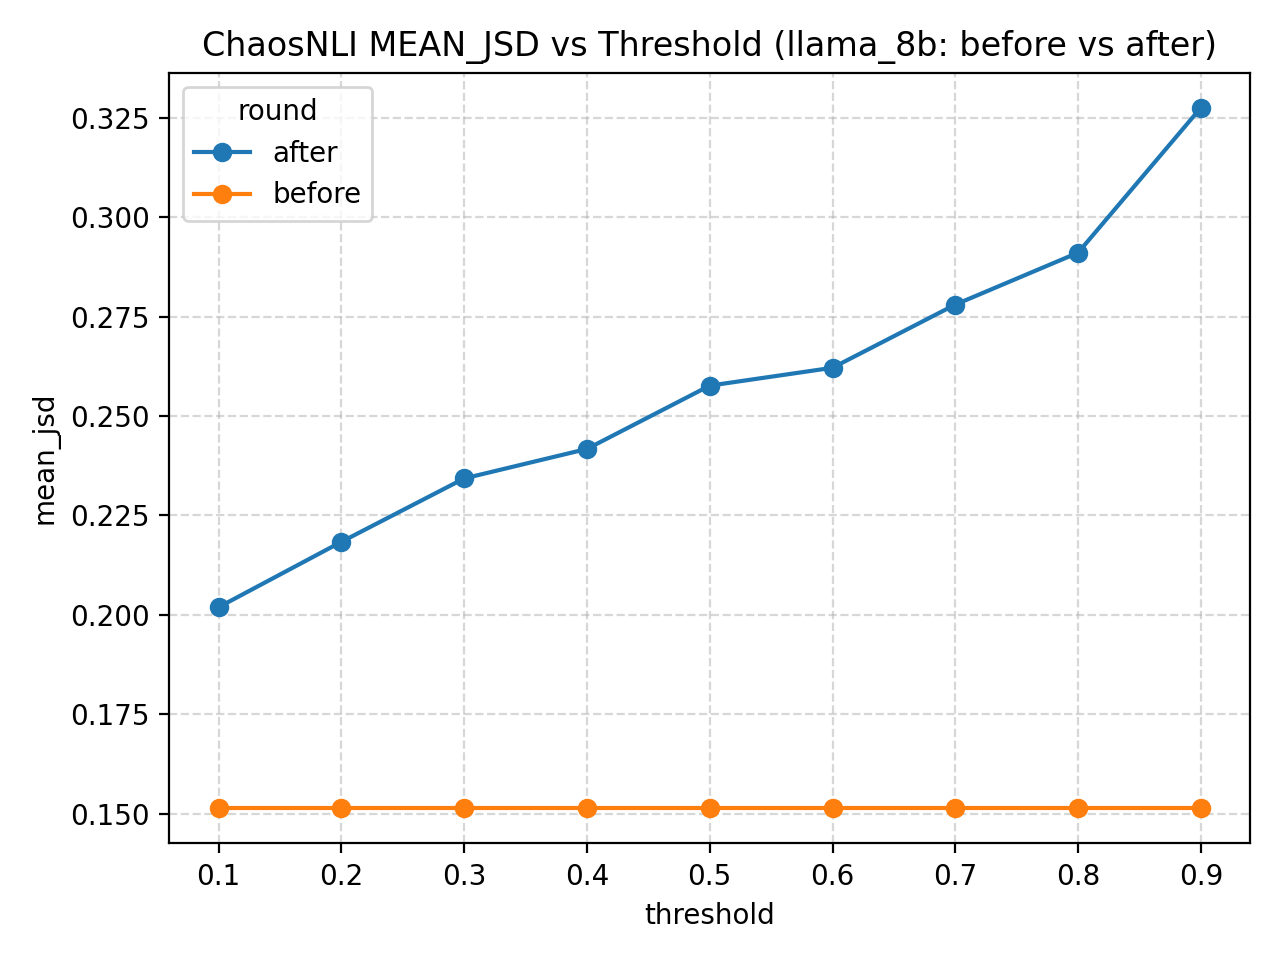 ChaosNLI MEAN_JSD vs Threshold (llama_8b: before vs after)
round
after
before
mean_jsd
0.325
0.300
0.275
0.250
0.225
0.200
0.175
0.150
0.1 0.2 0.3 0.4 0.5 0.6 0.7 0.8 0.9
threshold